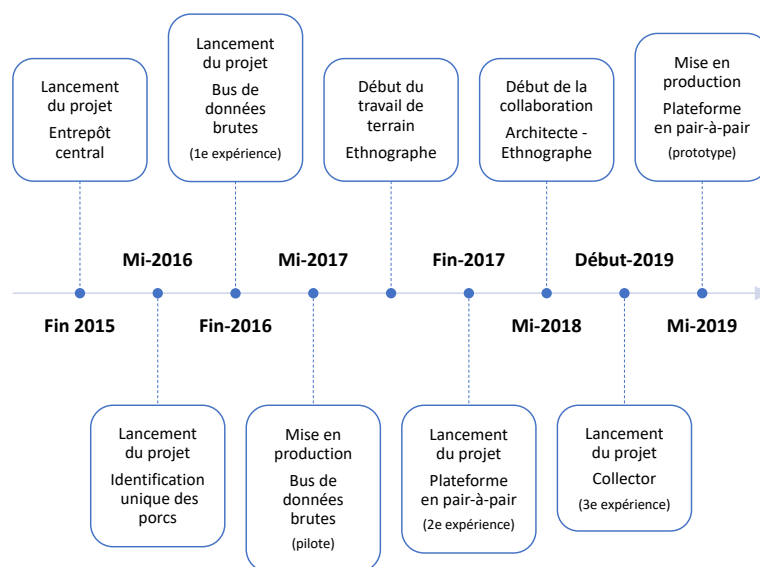 Lancement
du projet
Entrepôt
central
Lancement
du projet
Bus de
données
brutes
(1e expérience)
Début du
travail de
terrain
Ethnographe
Début de la
collaboration
Architecte -
Ethnographe
Mise en
production
Plateforme
en pair-à-pair
(prototype)
Mi-2016
Mi-2017
Fin-2017
Début-2019
Fin 2015
Fin-2016
Mi-2018
Mi-2019
Lancement
du projet
Identification
unique des
porcs
Mise en
production
Bus de
données
brutes
(pilote)
Lancement
du projet
Plateforme
en pair-à-pair
(2e expérience)
Lancement
du projet
Collector
(3e expérience)